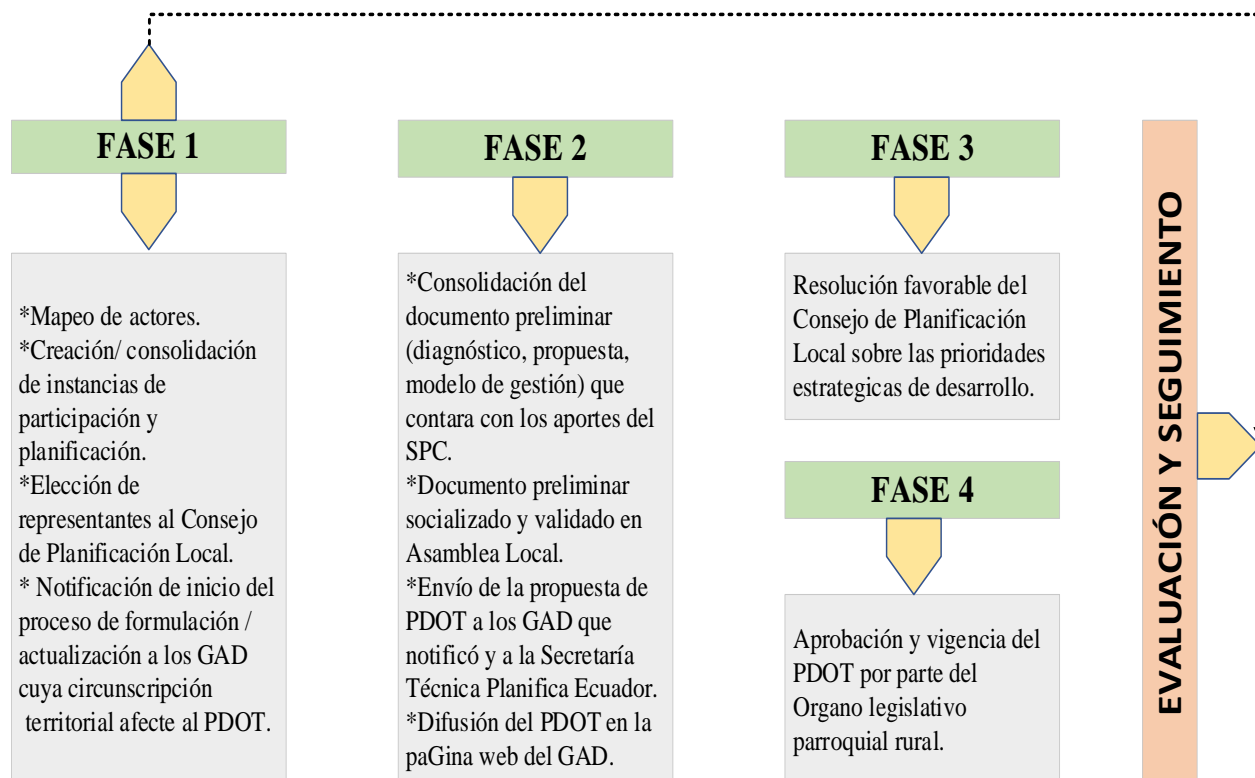 FASE 1
*Mapeo de actores.
*Creación/ consolidación
de instancias de
participación y
planificación.
*Elección de
representantes al Consejo
de Planificación Local.
* Notificación de inicio del
proceso de formulación /
actualización a los GAD
cuya circunscripción
territorial afecte al PDOT.
FASE 2
*Consolidación del
documento preliminar
(diagnóstico, propuesta,
modelo de gestión) que
contara con los aportes del
SPC.
*Documento preliminar
socializado y validado en
Asamblea Local.
*Envío de la propuesta de
PDOT a los GAD que
notificó y a la Secretaría
Técnica Planifica Ecuador.
*Difusión del PDOT en la
paGina web del GAD.
FASE 3
Resolución favorable del
Consejo de Planificación
Local sobre las prioridades
estrategicas de desarrollo.
FASE 4
Aprobación y vigencia del
PDOT por parte del
Organo legislativo
parroquial rural.
EVALUACIÓN Y SEGUIMIENTO